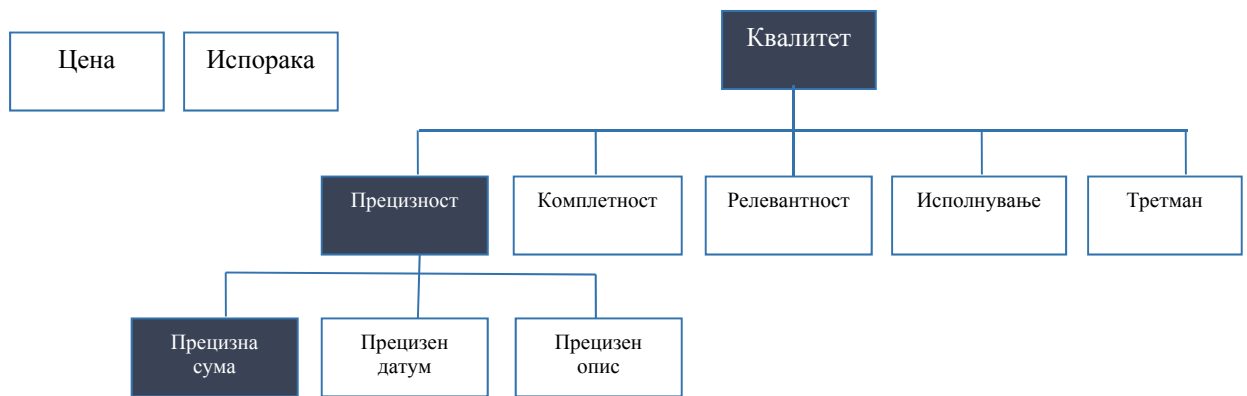 Квалитет
Цена
Испорака
Прецизност
Комплетност
Релевантност
Исполнување
Третман
Прецизна
сума
Прецизен
датум
Прецизен
опис